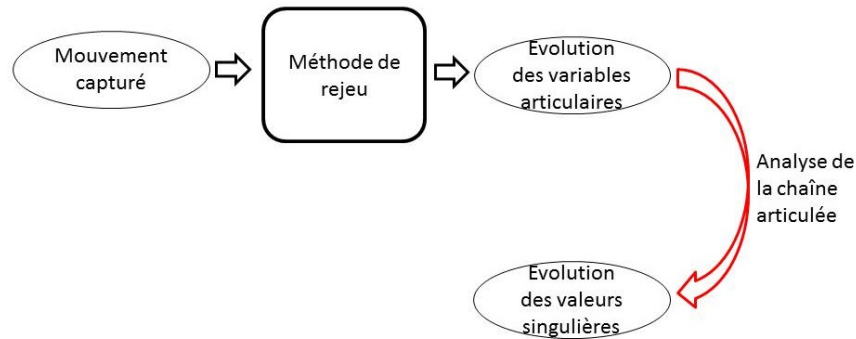 Mouvement
capturé
Méthode de
rejeu
Evolution
des variables
articulaires
Analyse de
la chaîne
articulée
Evolution
des valeurs
singulières